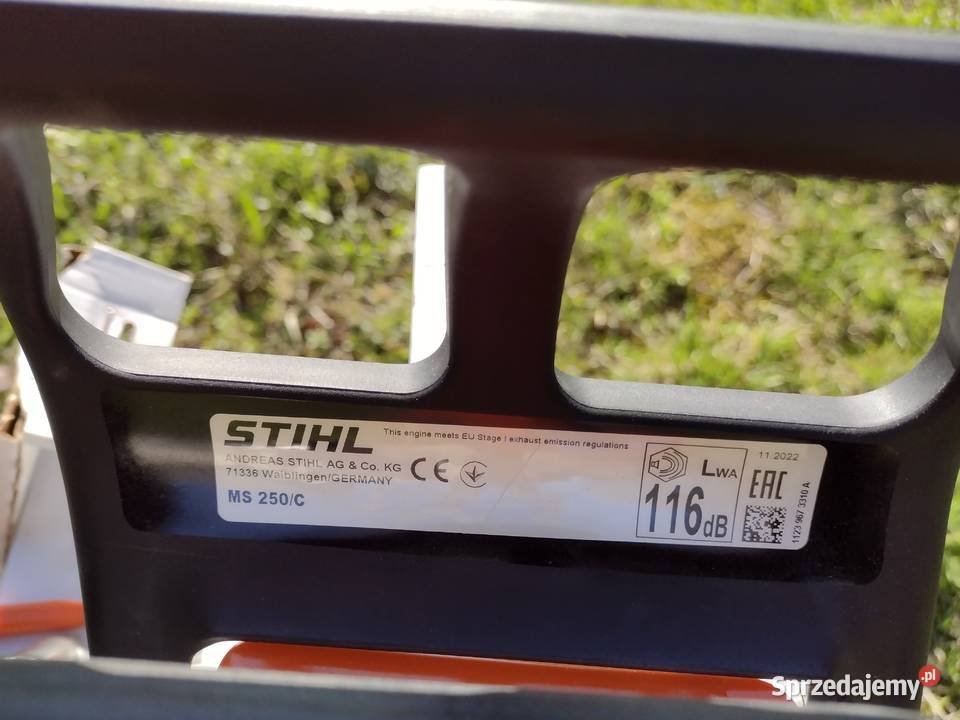 STIHL
This engine meets EU Stage I exhaust emission regulations
ANDREAS STIHL AG & Co. KG
71336 Waiblingen/GERMANY
CE
MS 250/C
LWA
116dB
11.2022
EAC
1123 967 3310 A
Sprzedajemy.pl